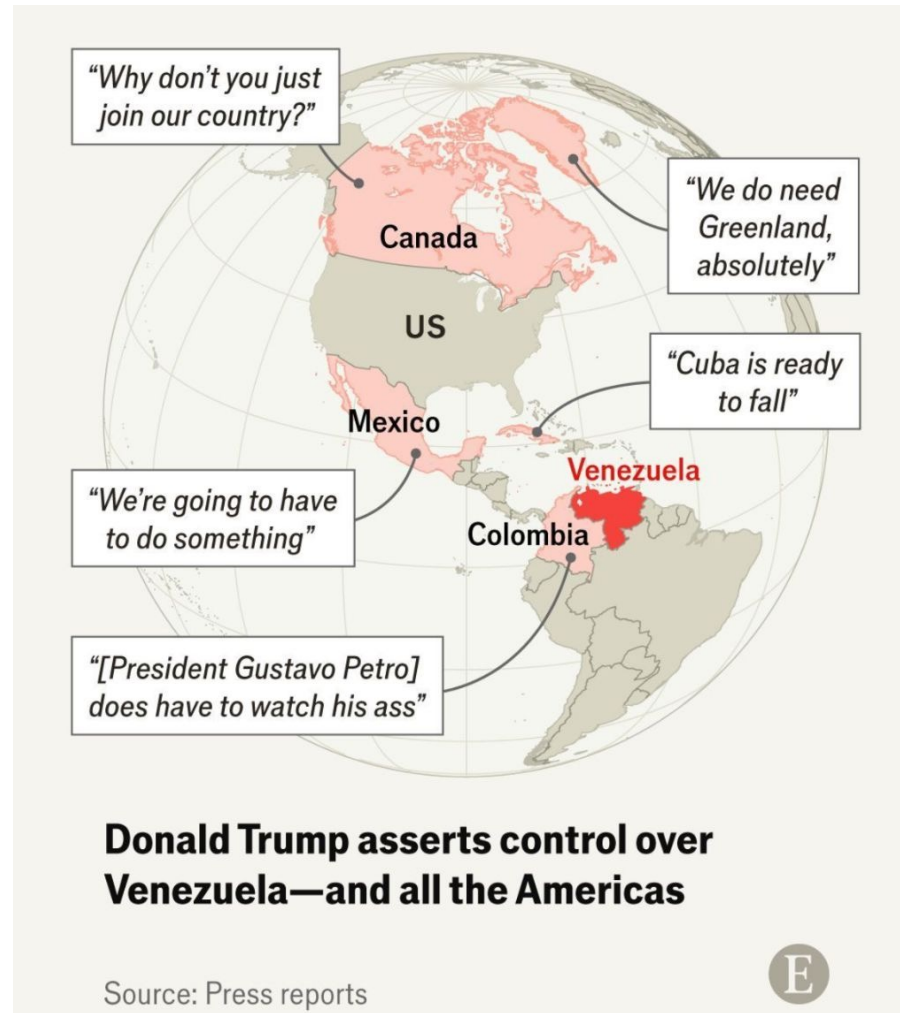 “Why don’t you just
join our country?”
“We do need
Greenland,
absolutely”
Canada
US
“Cuba is ready
to fall”
Mexico
Venezuela
“We’re going to have
to do something”
Colombia
“[President Gustavo Petro]
does have to watch his ass”
Donald Trump asserts control over
Venezuela—and all the Americas
Source: Press reports
E